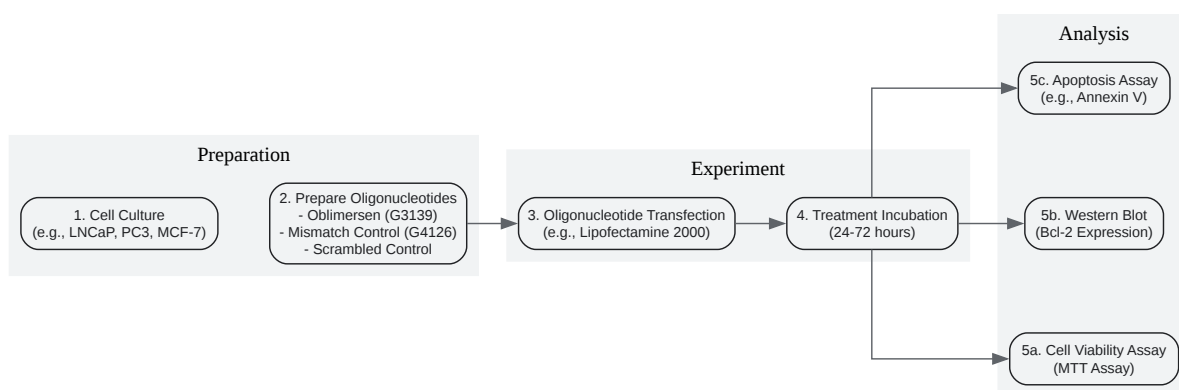 Preparation
1. Cell Culture
(e.g., LNCaP, PC3, MCF-7)
2. Prepare Oligonucleotides
- Oblimersen (G3139)
- Mismatch Control (G4126)
- Scrambled Control
Experiment
3. Oligonucleotide Transfection
(e.g., Lipofectamine 2000)
4. Treatment Incubation
(24-72 hours)
Analysis
5c. Apoptosis Assay
(e.g., Annexin V)
5b. Western Blot
(Bcl-2 Expression)
5a. Cell Viability Assay
(MTT Assay)